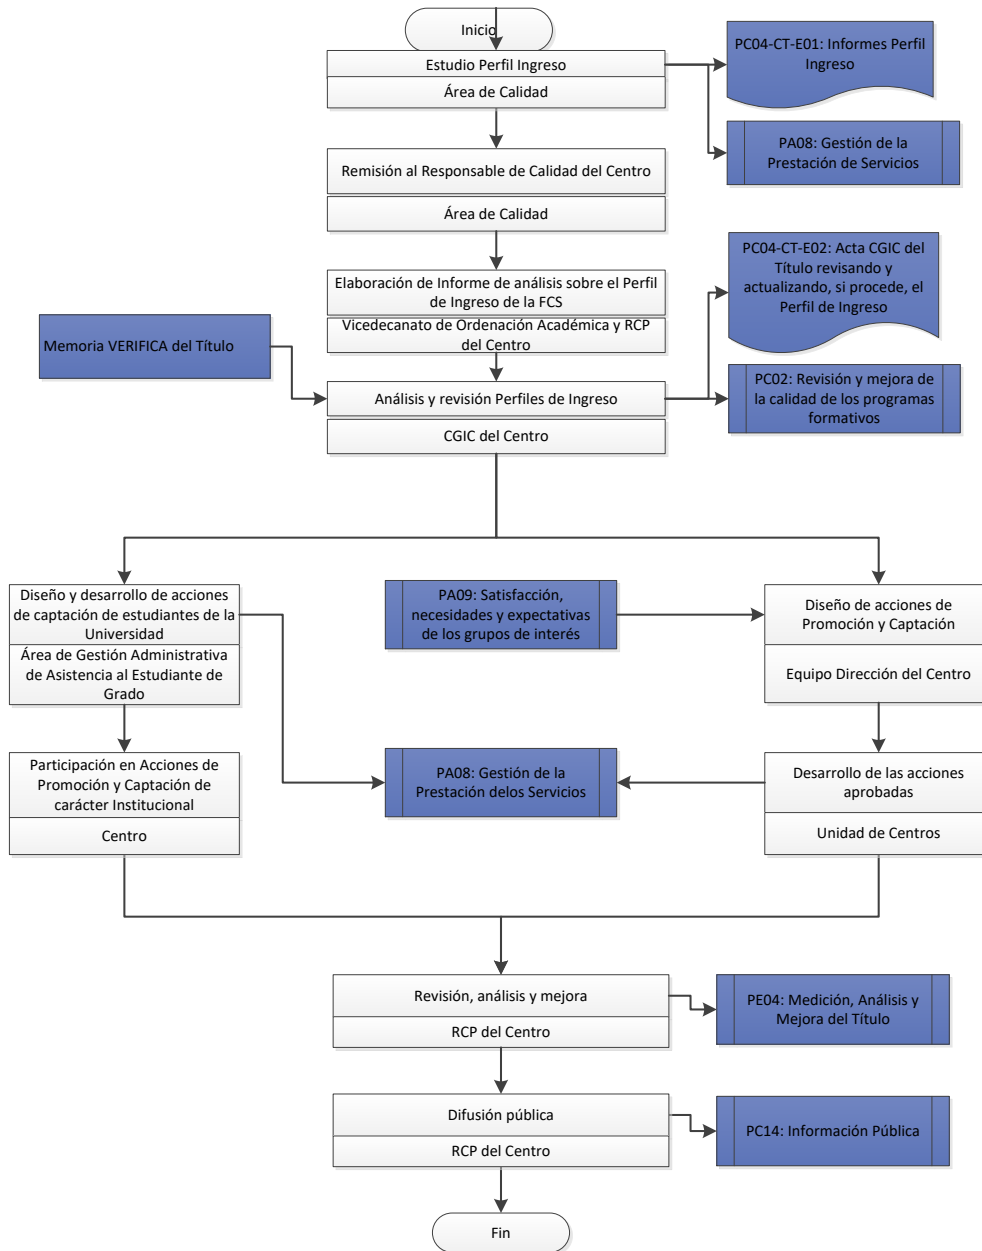 Inicio
Estudio Perfil Ingreso
Área de Calidad
PC04-CT-E01: Informes Perfil
Ingreso
PA08: Gestión de la
Prestación de Servicios
Remisión al Responsable de Calidad del Centro
Área de Calidad
PC04-CT-E02: Acta CGIC del
Título revisando y
actualizando, si procede, el
Perfil de Ingreso
Elaboración de Informe de análisis sobre el Perfil
de Ingreso de la FCS
Vicedecanato de Ordenación Académica y RCP
del Centro
Memoria VERIFICA del Título
Análisis y revisión Perfiles de Ingreso
CGIC del Centro
PC02: Revisión y mejora de
la calidad de los programas
formativos
Diseño y desarrollo de acciones
de captación de estudiantes de la
Universidad
Área de Gestión Administrativa
de Asistencia al Estudiante de
Grado
PA09: Satisfacción,
necesidades y expectativas
de los grupos de interés
Diseño de acciones de
Promoción y Captación
Equipo Dirección del Centro
Participación en Acciones de
Promoción y Captación de
carácter Institucional
Centro
PA08: Gestión de la
Prestación delos Servicios
Desarrollo de las acciones
aprobadas
Unidad de Centros
Revisión, análisis y mejora
RCP del Centro
PE04: Medición, Análisis y
Mejora del Título
Difusión pública
RCP del Centro
PC14: Información Pública
Fin